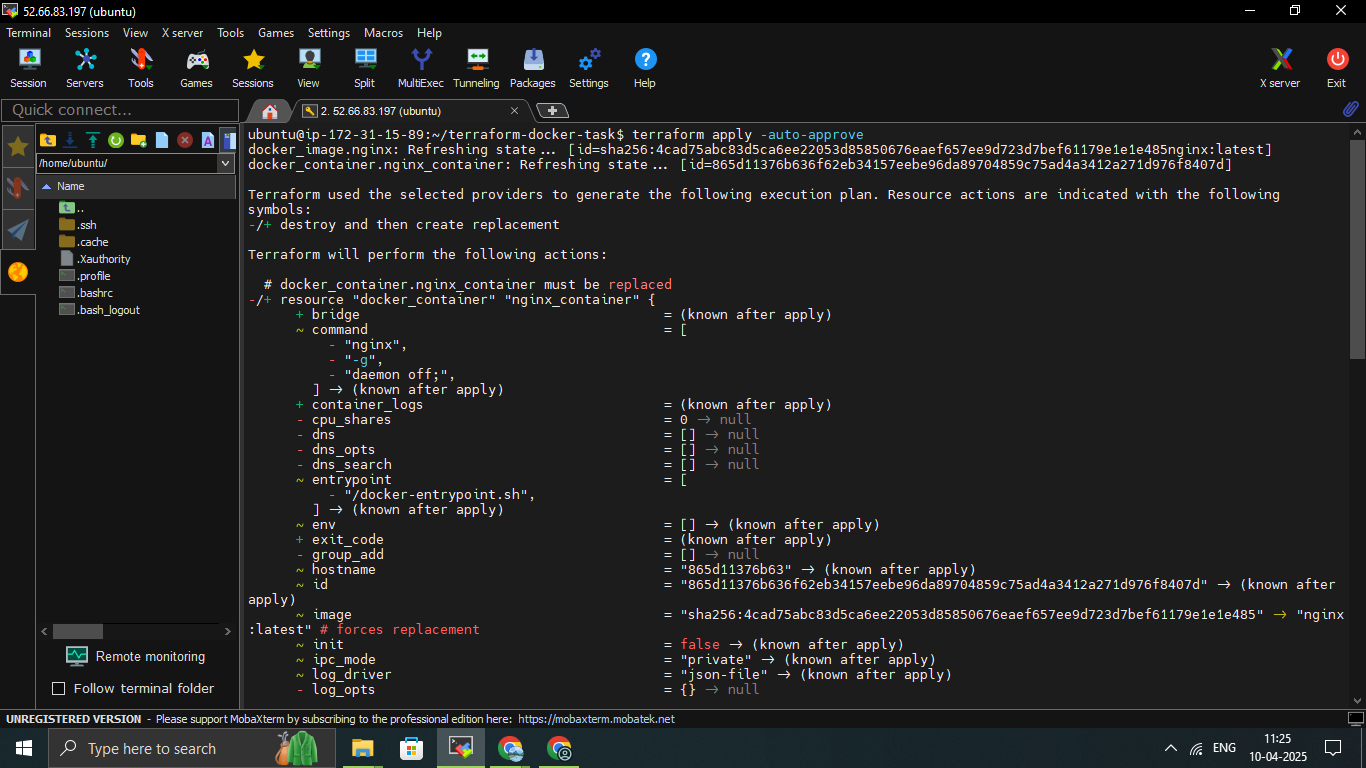 52.66.83.197 (ubuntu)
Terminal Sessions View X server Tools Games Settings Macros Help
Session Servers Tools Games Sessions View Split MultiExec Tunneling Packages Settings Help X server Exit
Quick connect...
2. 52.66.83.197 (ubuntu)
/home/ubuntu/
Name
..
.ssh
.cache
.Xauthority
.profile
.bashrc
.bash_logout
Remote monitoring
Follow terminal folder
ubuntu@ip-172-31-15-89:~/terraform-docker-task$ terraform apply -auto-approve
docker_image.nginx: Refreshing state... [id=sha256:4cad75abc83d5ca6ee22053d85850676eaef657ee9d723d7bef61179e1e1e485nginx:latest]
docker_container.nginx_container: Refreshing state... [id=865d11376b636f62eb34157eebe96da89704859c75ad4a3412a271d976f8407d]
Terraform used the selected providers to generate the following execution plan. Resource actions are indicated with the following
symbols:
-/+ destroy and then create replacement
Terraform will perform the following actions:
# docker_container.nginx_container must be replaced
-/+ resource "docker_container" "nginx_container" {
+ bridge = (known after apply)
~ command = [
- "nginx",
- "-g",
- "daemon off;",
] -> (known after apply)
+ container_logs = (known after apply)
- cpu_shares = 0 -> null
- dns = [] -> null
- dns_opts = [] -> null
- dns_search = [] -> null
~ entrypoint = [
- "/docker-entrypoint.sh",
] -> (known after apply)
~ env = [] -> (known after apply)
+ exit_code = (known after apply)
- group_add = [] -> null
~ hostname = "865d11376b63" -> (known after apply)
~ id = "865d11376b636f62eb34157eebe96da89704859c75ad4a3412a271d976f8407d" -> (known after
apply)
~ image = "sha256:4cad75abc83d5ca6ee22053d85850676eaef657ee9d723d7bef61179e1e1e485" -> "nginx
:latest" # forces replacement
~ init = false -> (known after apply)
~ ipc_mode = "private" -> (known after apply)
~ log_driver = "json-file" -> (known after apply)
- log_opts = {} -> null
UNREGISTERED VERSION - Please support MobaXterm by subscribing to the professional edition here: https://mobaxterm.mobatek.net
Type here to search
ENG
11:25
10-04-2025